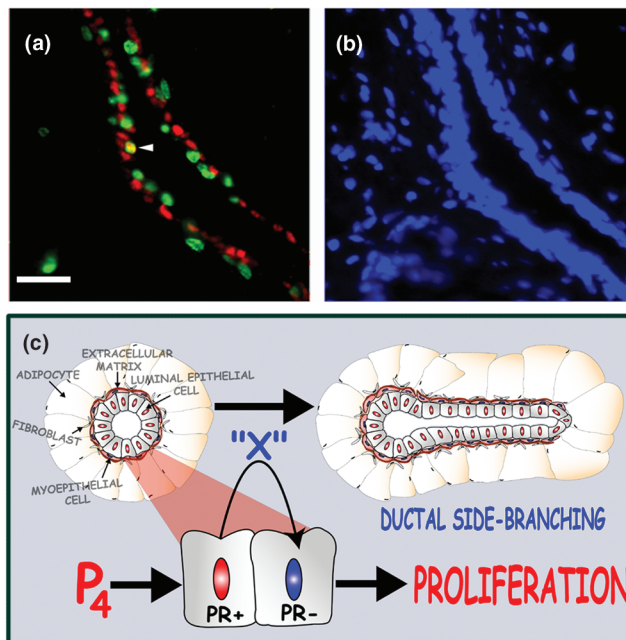 (a)
(b)
(c)
EXTRACELLULAR
MATRIX
ADIPOCYTE
LUMINAL EPITHELIAL
CELL
FIBROBLAST
MYOEPITHELIAL
CELL
"X"
DUCTAL SIDE-BRANCHING
P4
PR+
PR-
PROLIFERATION